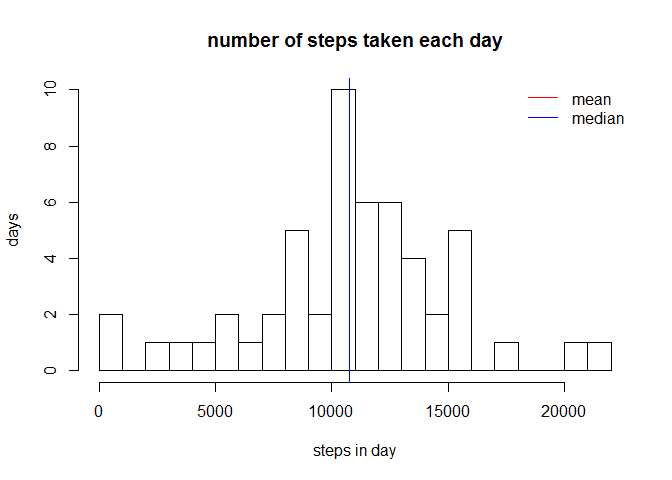 number of steps taken each day
mean
median
days
10
8
6
4
2
0
0 5000 10000 15000 20000
steps in day